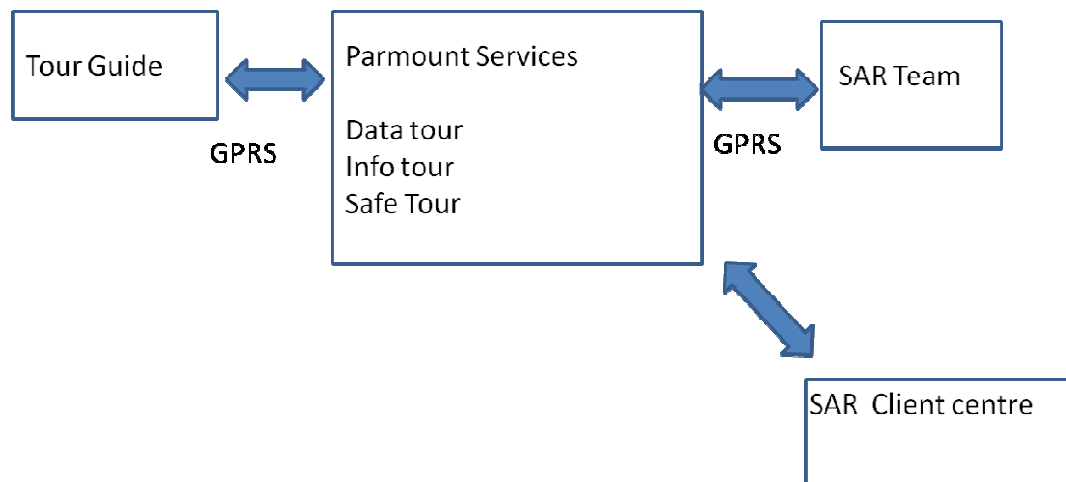 Tour Guide
GPRS
Parmount Services
Data tour
Info tour
Safe Tour
GPRS
SAR Team
SAR Client centre